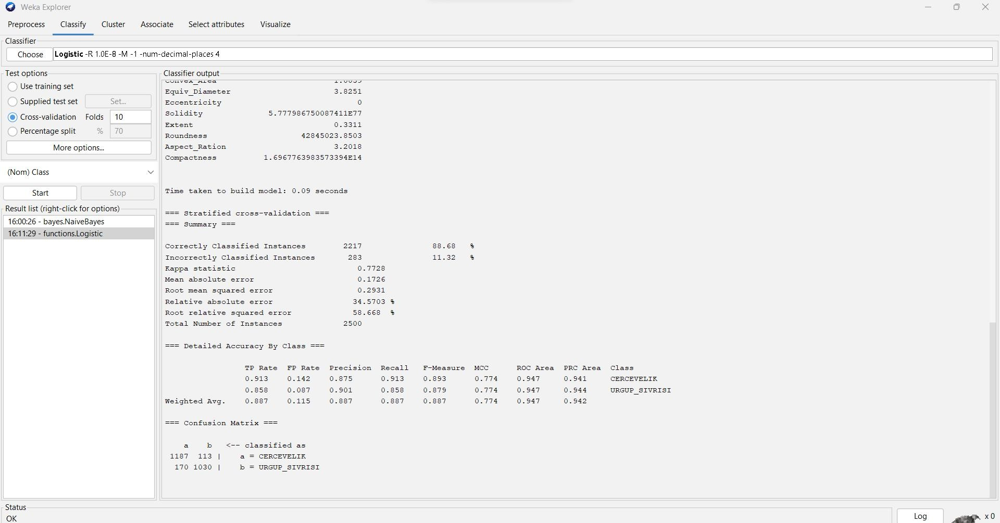 Weka Explorer
Preprocess Classify Cluster Associate Select attributes Visualize
Classifier
Choose Logistic -R 1.0E-8 -M -1 -num-decimal-places 4
Test options
Use training set
Supplied test set Set...
Cross-validation Folds 10
Percentage split % 70
More options...
(Nom) Class
Start Stop
Result list (right-click for options)
16:00:26 - bayes.NaiveBayes
16:11:29 - functions.Logistic
Classifier output
Convex_Area 1.0039
Equiv_Diameter 3.8251
Eccentricity 0
Solidity 5.777986750087411E77
Extent 0.3311
Roundness 42845023.8503
Aspect_Ration 3.2018
Compactness 1.6967763983573394E14
Time taken to build model: 0.09 seconds
=== Stratified cross-validation ===
=== Summary ===
Correctly Classified Instances 2217 88.68 %
Incorrectly Classified Instances 283 11.32 %
Kappa statistic 0.7728
Mean absolute error 0.1726
Root mean squared error 0.2931
Relative absolute error 34.5703 %
Root relative squared error 58.668 %
Total Number of Instances 2500
=== Detailed Accuracy By Class ===
TP Rate FP Rate Precision Recall F-Measure MCC ROC Area PRC Area Class
0.913 0.142 0.875 0.913 0.893 0.774 0.947 0.941 CERCEVELIK
0.858 0.087 0.901 0.858 0.879 0.774 0.947 0.944 URGUP_SIVRISI
Weighted Avg. 0.887 0.115 0.887 0.887 0.887 0.774 0.947 0.942
=== Confusion Matrix ===
a b <-- classified as
1187 113 | a = CERCEVELIK
170 1030 | b = URGUP_SIVRISI
Status
OK
Log x 0